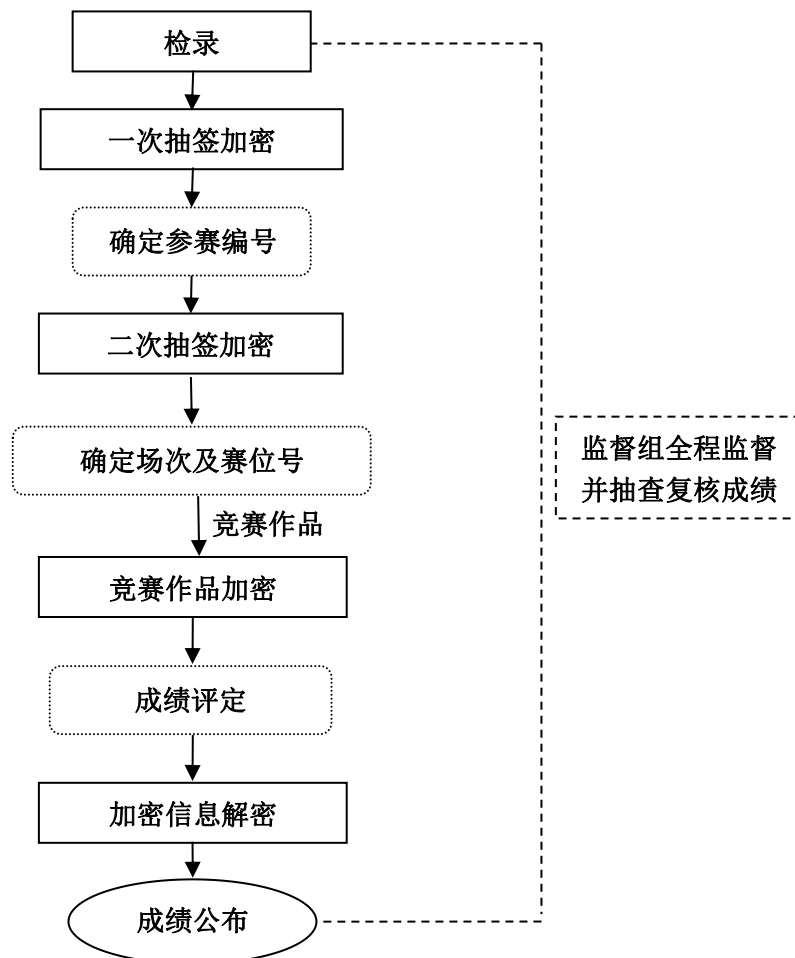 检录
一次抽签加密
确定参赛编号
二次抽签加密
确定场次及赛位号
竞赛作品
竞赛作品加密
成绩评定
加密信息解密
成绩公布
监督组全程监督
并抽查复核成绩